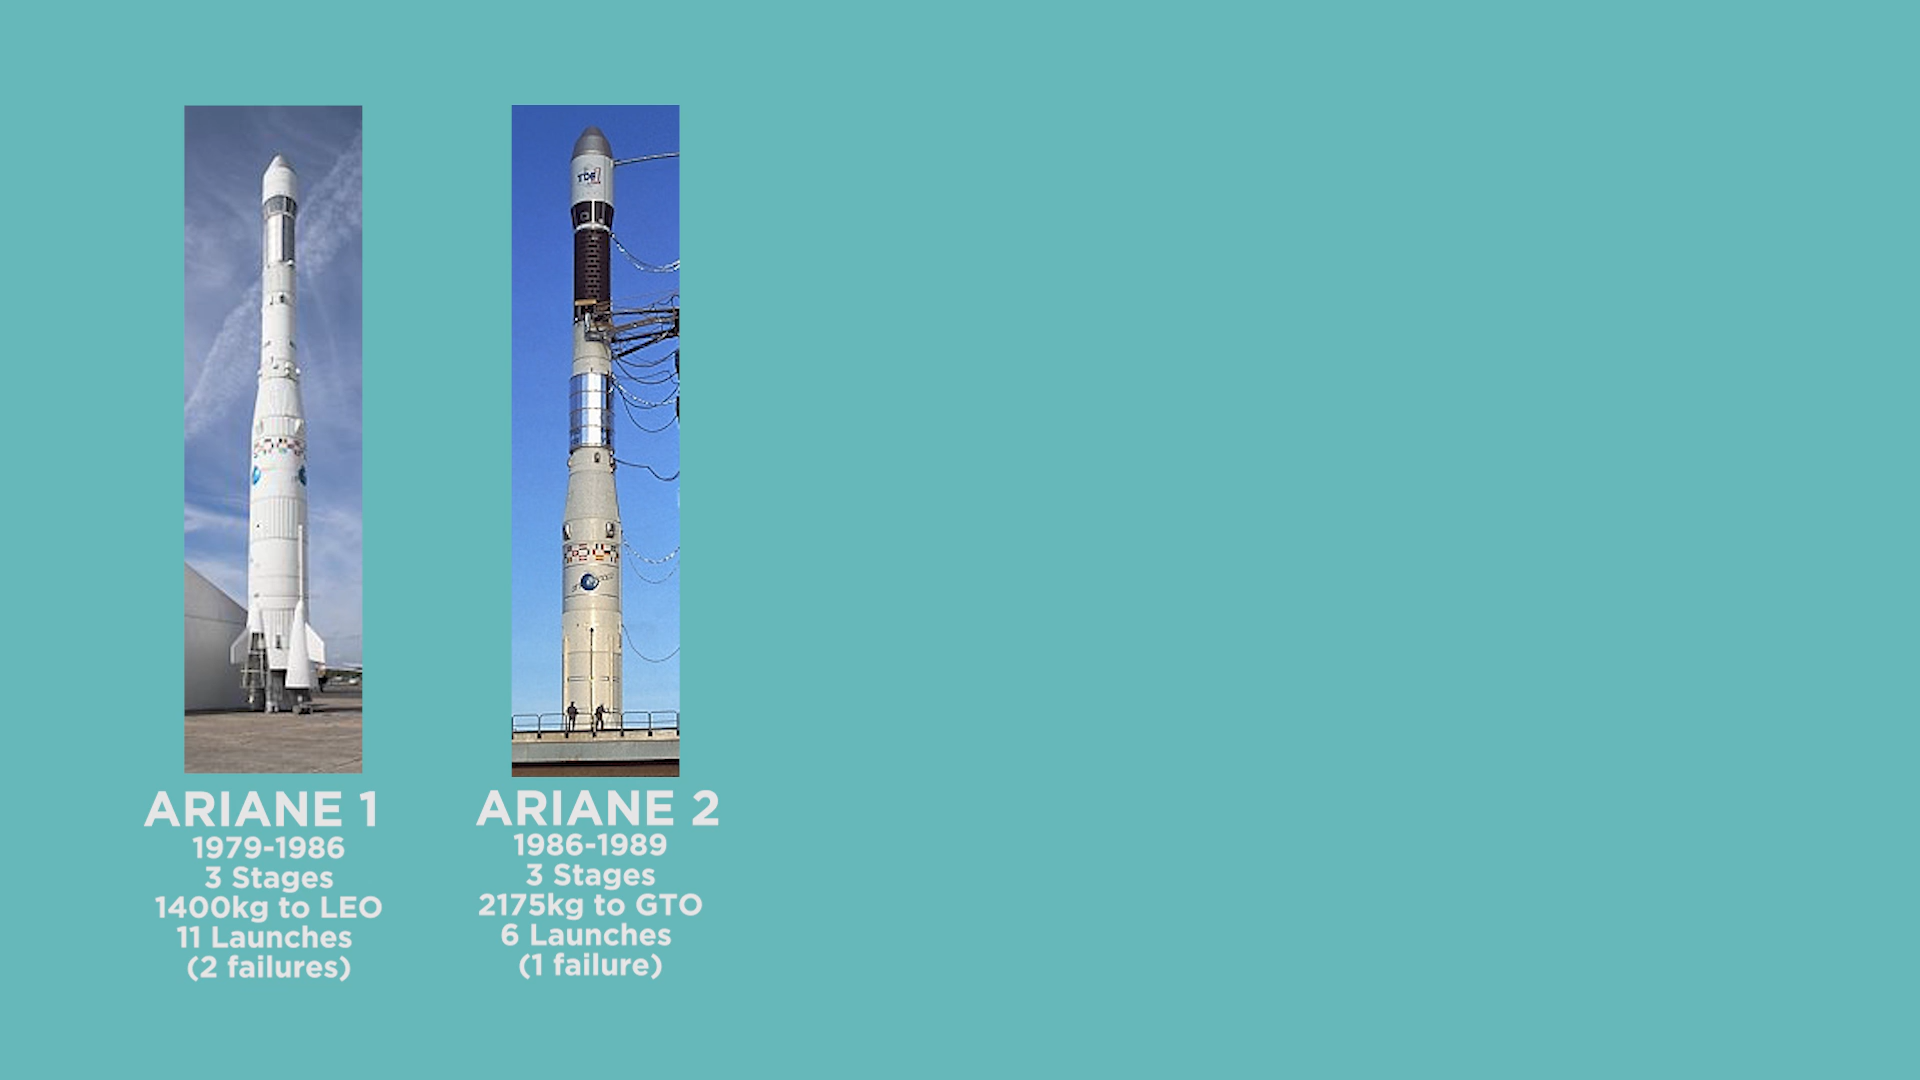 TDF1
ARIANE 1
1979-1986
3 Stages
1400kg to LEO
11 Launches
(2 failures)
ARIANE 2
1986-1989
3 Stages
2175kg to GTO
6 Launches
(1 failure)